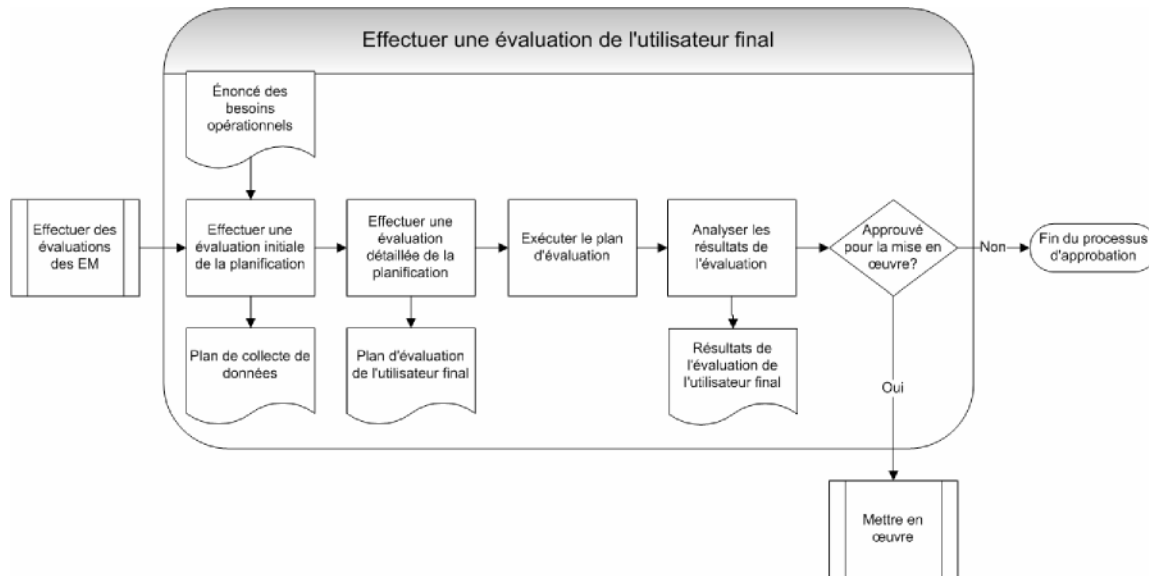 Effectuer une évaluation de l'utilisateur final
Énoncé des
besoins
opérationnels
Effectuer des
évaluations
des EM
Effectuer une
évaluation initiale
de la planification
Effectuer une
évaluation
détaillée de la
planification
Exécuter le plan
d'évaluation
Analyser les
résultats de
l'évaluation
Approuvé
pour la mise en
œuvre?
Non
Fin du processus
d'approbation
Plan de collecte de
données
Plan d'évaluation
de l'utilisateur final
Résultats de
l'évaluation de
l'utilisateur final
Oui
Mettre en
œuvre